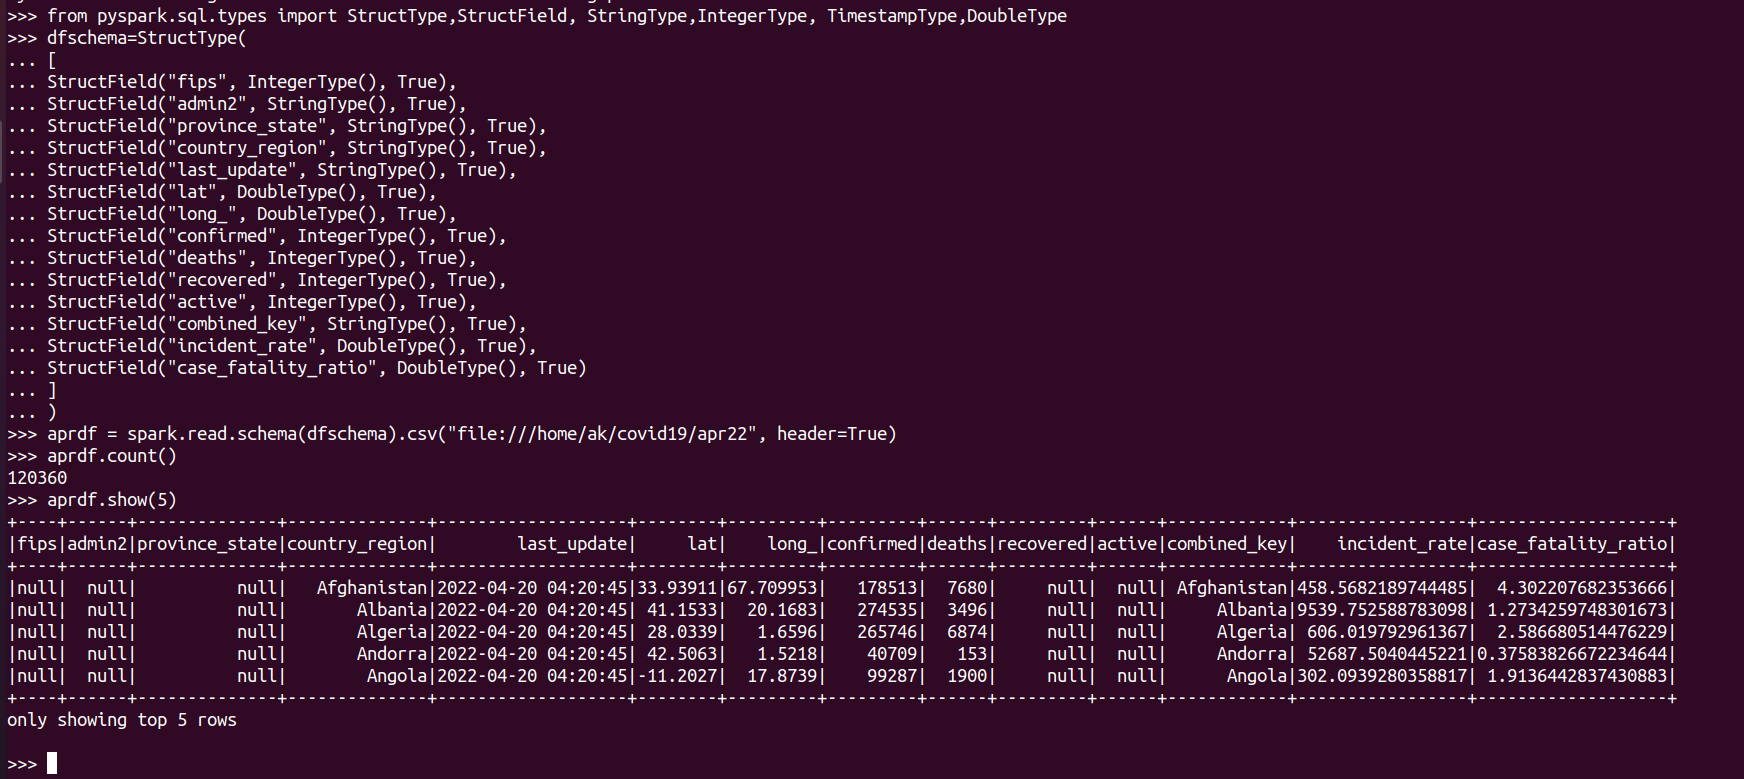 >>> from pyspark.sql.types import StructType,StructField, StringType,IntegerType, TimestampType,DoubleType
>>> dfschema=StructType(
... [
... StructField("fips", IntegerType(), True),
... StructField("admin2", StringType(), True),
... StructField("province_state", StringType(), True),
... StructField("country_region", StringType(), True),
... StructField("last_update", StringType(), True),
... StructField("lat", DoubleType(), True),
... StructField("long_", DoubleType(), True),
... StructField("confirmed", IntegerType(), True),
... StructField("deaths", IntegerType(), True),
... StructField("recovered", IntegerType(), True),
... StructField("active", IntegerType(), True),
... StructField("combined_key", StringType(), True),
... StructField("incident_rate", DoubleType(), True),
... StructField("case_fatality_ratio", DoubleType(), True)
... ]
... )
>>> aprdf = spark.read.schema(dfschema).csv("file:///home/ak/covid19/apr22", header=True)
>>> aprdf.count()
120360
>>> aprdf.show(5)
+----+------+--------------+--------------+-------------------+--------+---------+---------+------+---------+------+------------+-----------------+-------------------+
|fips|admin2|province_state|country_region|        last_update|     lat|    long_|confirmed|deaths|recovered|active|combined_key|    incident_rate|case_fatality_ratio|
+----+------+--------------+--------------+-------------------+--------+---------+---------+------+---------+------+------------+-----------------+-------------------+
|null|  null|          null|   Afghanistan|2022-04-20 04:20:45|33.93911|67.709953|   178513|  7680|     null|  null| Afghanistan|458.5682189744485|  4.302207682353666|
|null|  null|          null|       Albania|2022-04-20 04:20:45| 41.1533|  20.1683|   274535|  3496|     null|  null|     Albania|9539.752588783098| 1.2734259748301673|
|null|  null|          null|       Algeria|2022-04-20 04:20:45| 28.0339|   1.6596|   265746|  6874|     null|  null|     Algeria| 606.019792961367|  2.586680514476229|
|null|  null|          null|       Andorra|2022-04-20 04:20:45| 42.5063|   1.5218|    40709|   153|     null|  null|     Andorra| 52687.5040445221|0.37583826672234644|
|null|  null|          null|        Angola|2022-04-20 04:20:45|-11.2027|  17.8739|    99287|  1900|     null|  null|      Angola|302.0939280358817| 1.9136442837430883|
+----+------+--------------+--------------+-------------------+--------+---------+---------+------+---------+------+------------+-----------------+-------------------+
only showing top 5 rows
>>>